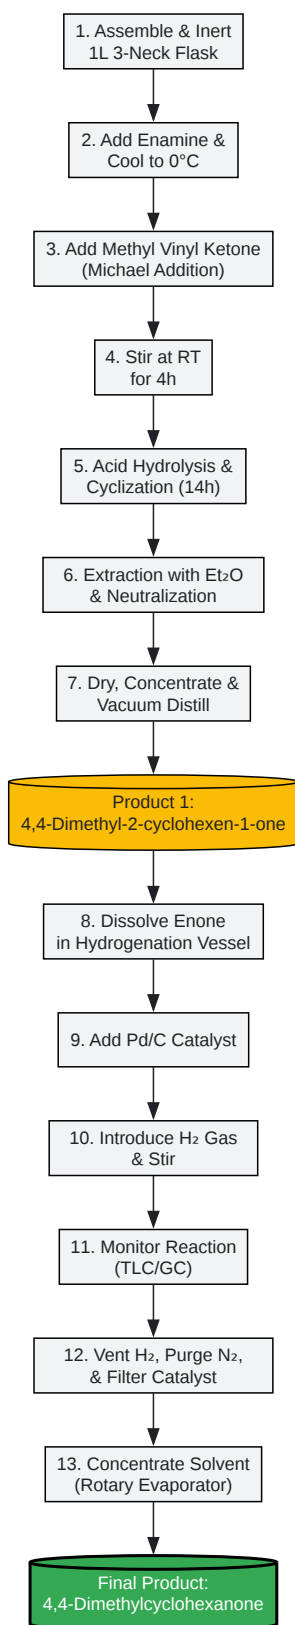 1. Assemble & Inert
1L 3-Neck Flask
2. Add Enamine &
Cool to 0°C
3. Add Methyl Vinyl Ketone
(Michael Addition)
4. Stir at RT
for 4h
5. Acid Hydrolysis &
Cyclization (14h)
6. Extraction with Et₂O
& Neutralization
7. Dry, Concentrate &
Vacuum Distill
Product 1:
4,4-Dimethyl-2-cyclohexen-1-one
8. Dissolve Enone
in Hydrogenation Vessel
9. Add Pd/C Catalyst
10. Introduce H₂ Gas
& Stir
11. Monitor Reaction
(TLC/GC)
12. Vent H₂, Purge N₂,
& Filter Catalyst
13. Concentrate Solvent
(Rotary Evaporator)
Final Product:
4,4-Dimethylcyclohexanone